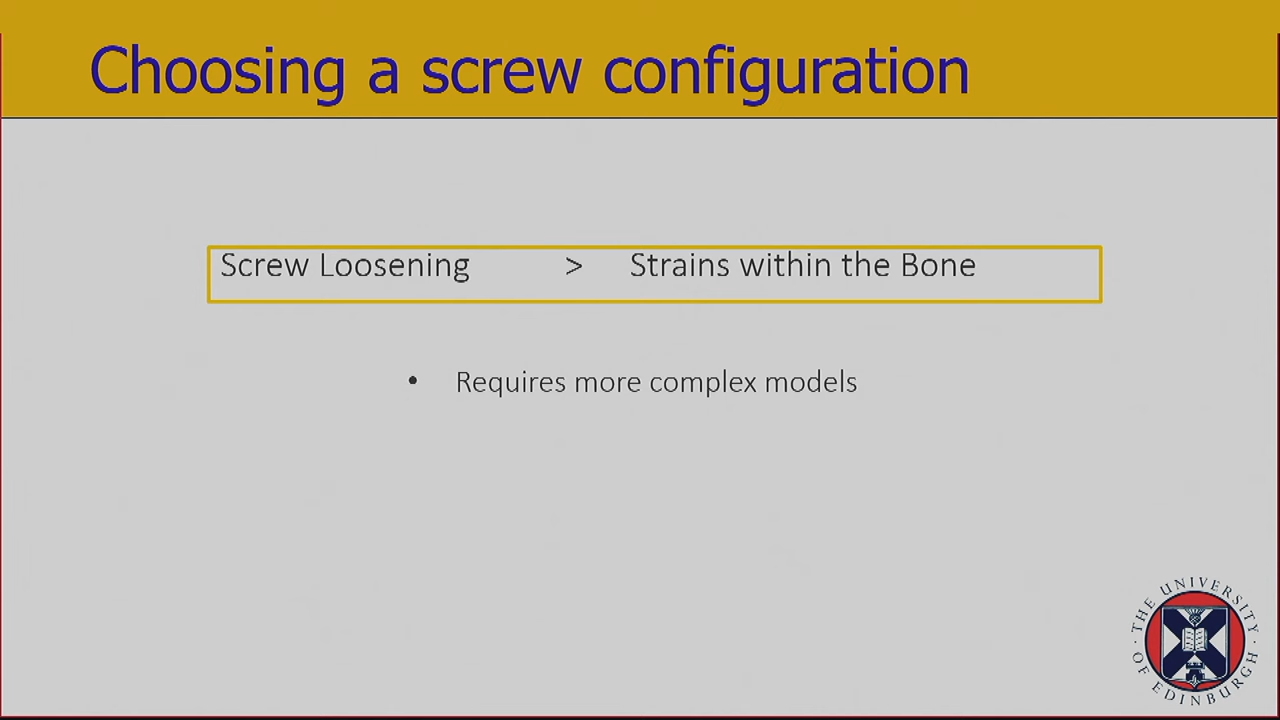 Choosing a screw configuration
Screw Loosening > Strains within the Bone
• Requires more complex models
THE UNIVERSITY OF EDINBURGH